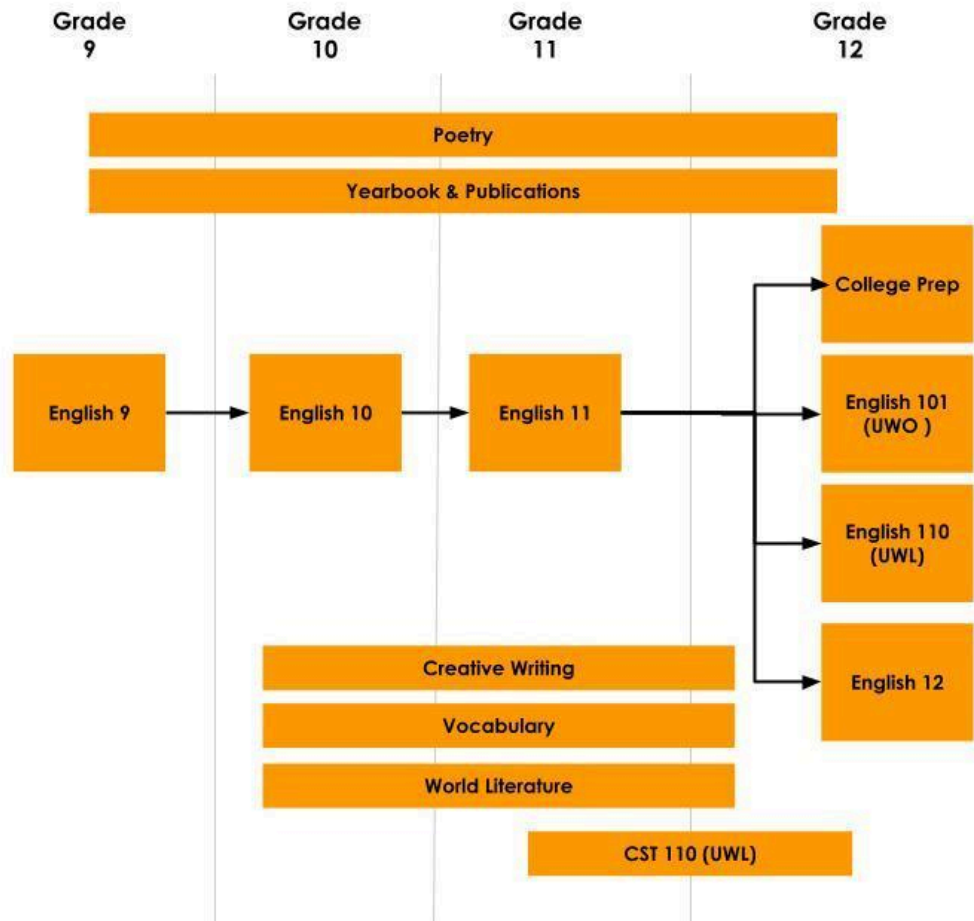 Grade
9
Grade
10
Grade
11
Grade
12
Poetry
Yearbook & Publications
College Prep
English 9
English 10
English 11
English 101
(UWO )
English 110
(UWL)
English 12
Creative Writing
Vocabulary
World Literature
CST 110 (UWL)